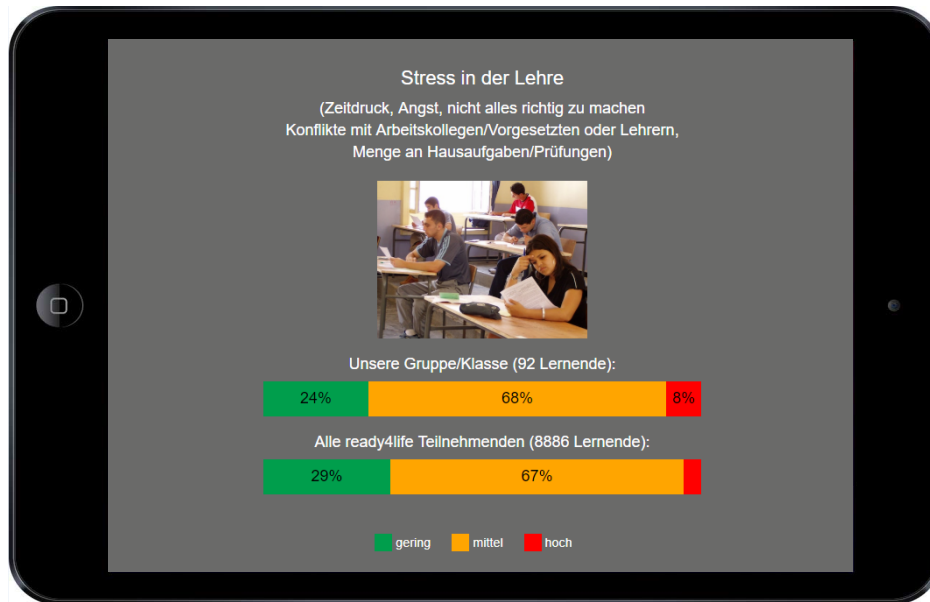 Stress in der Lehre
(Zeitdruck, Angst, nicht alles richtig zu machen
Konflikte mit Arbeitskollegen/Vorgesetzten oder Lehrern,
Menge an Hausaufgaben/Prüfungen)
Unsere Gruppe/Klasse (92 Lernende):
24% 68% 8%
Alle ready4life Teilnehmenden (8886 Lernende):
29% 67%
gering mittel hoch